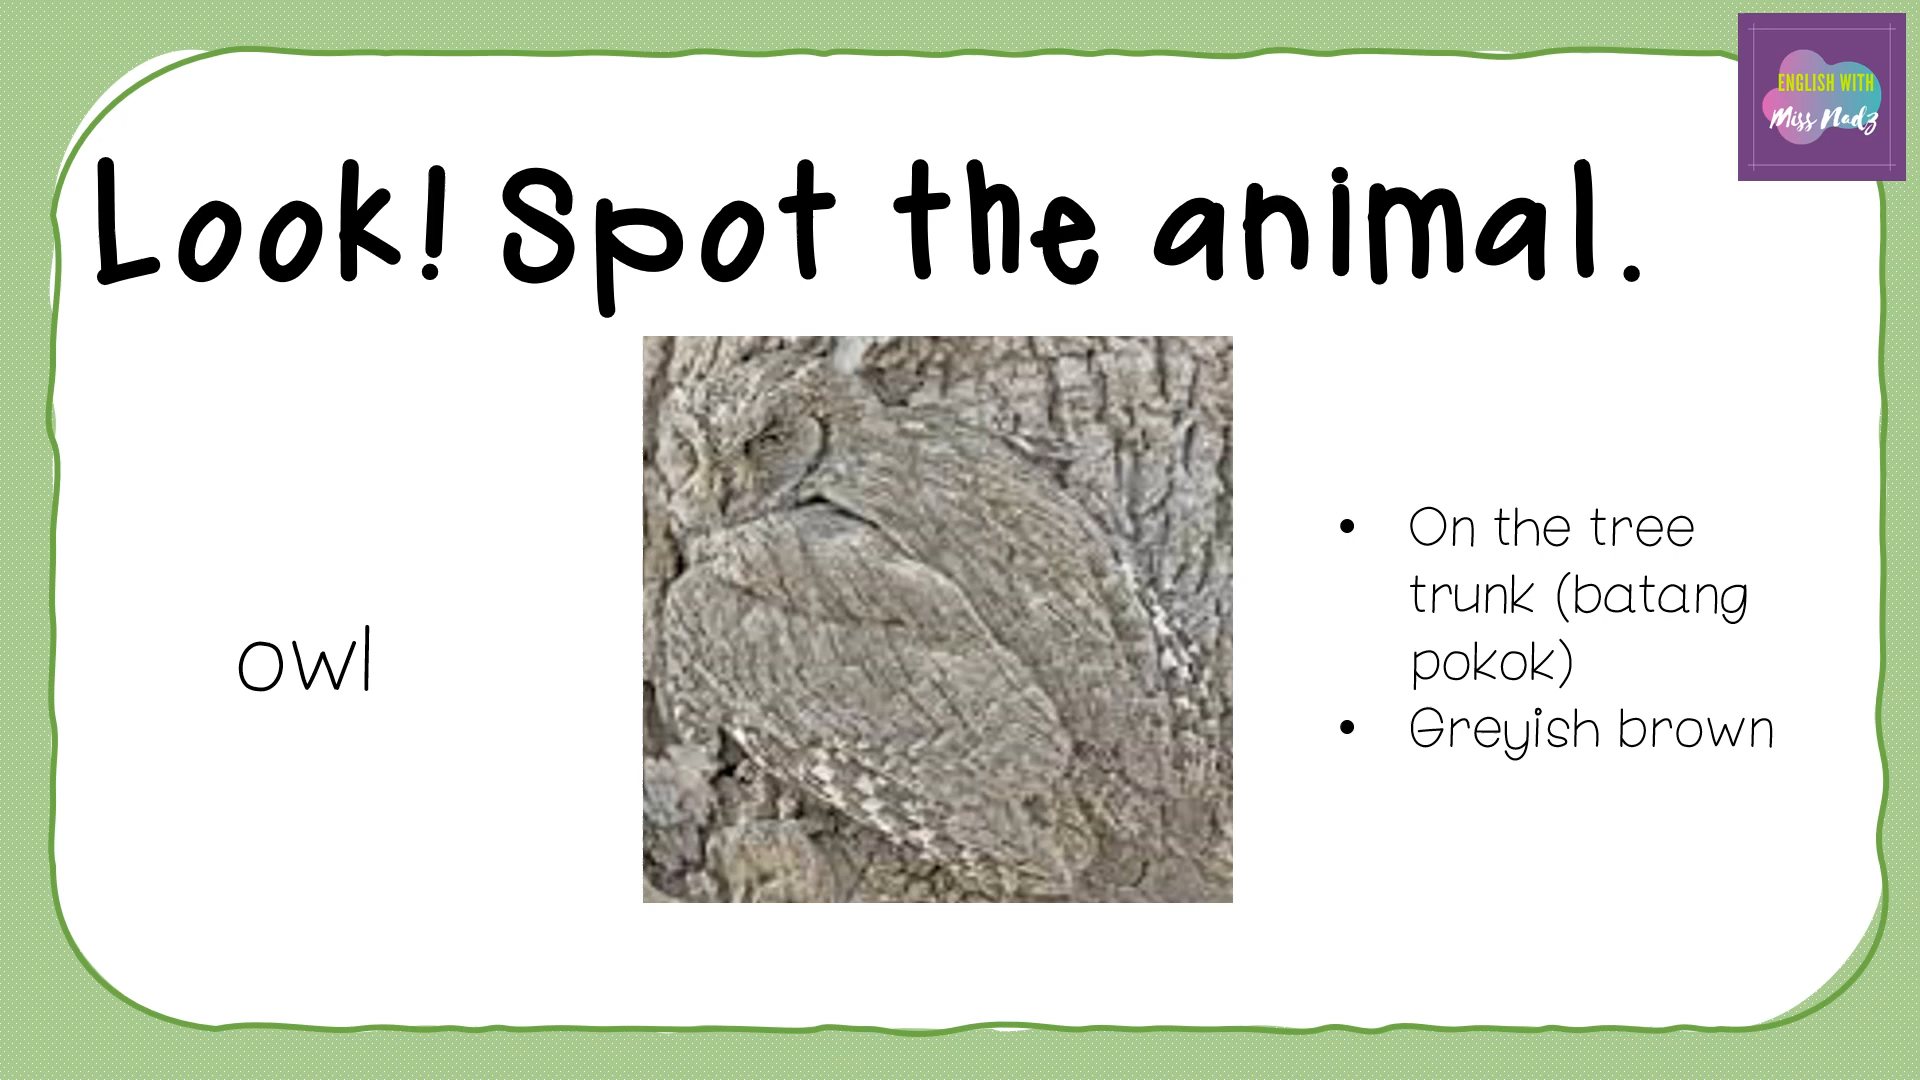 ENGLISH WITH
Miss Nadz
Look! Spot the animal.
owl
• On the tree
trunk (batang
pokok)
• Greyish brown